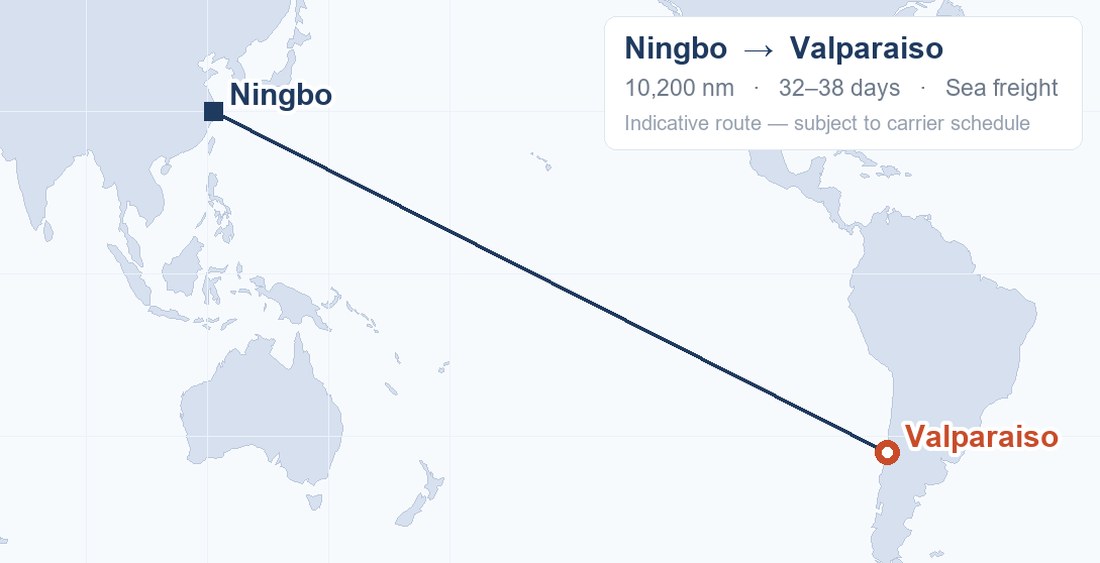 Ningbo → Valparaiso
10,200 nm · 32–38 days · Sea freight
Indicative route — subject to carrier schedule
Ningbo
Valparaiso